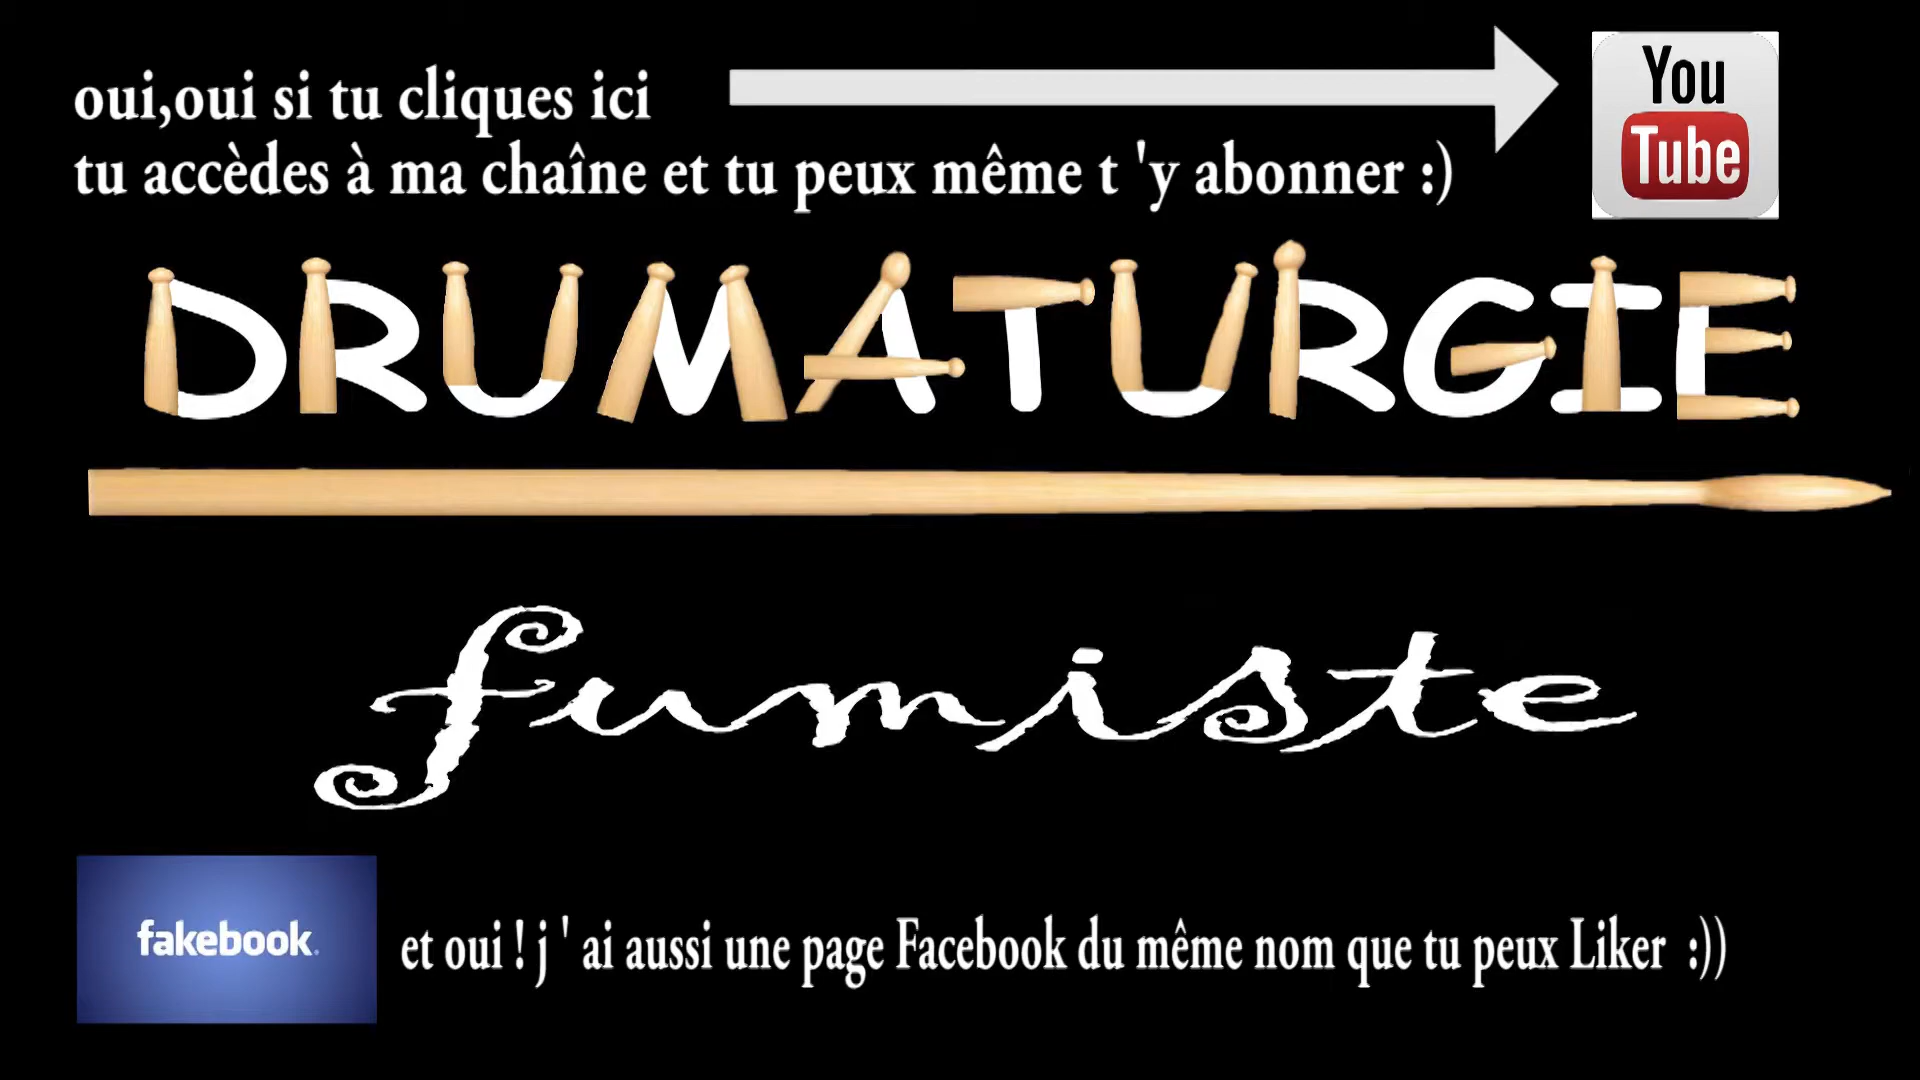 oui,oui si tu cliques ici
You
Tube
tu accèdes à ma chaîne et tu peux même t 'y abonner :)
DRUMATURGIE
fumiste
fakebook.
et oui ! j ' ai aussi une page Facebook du même nom que tu peux Liker :))